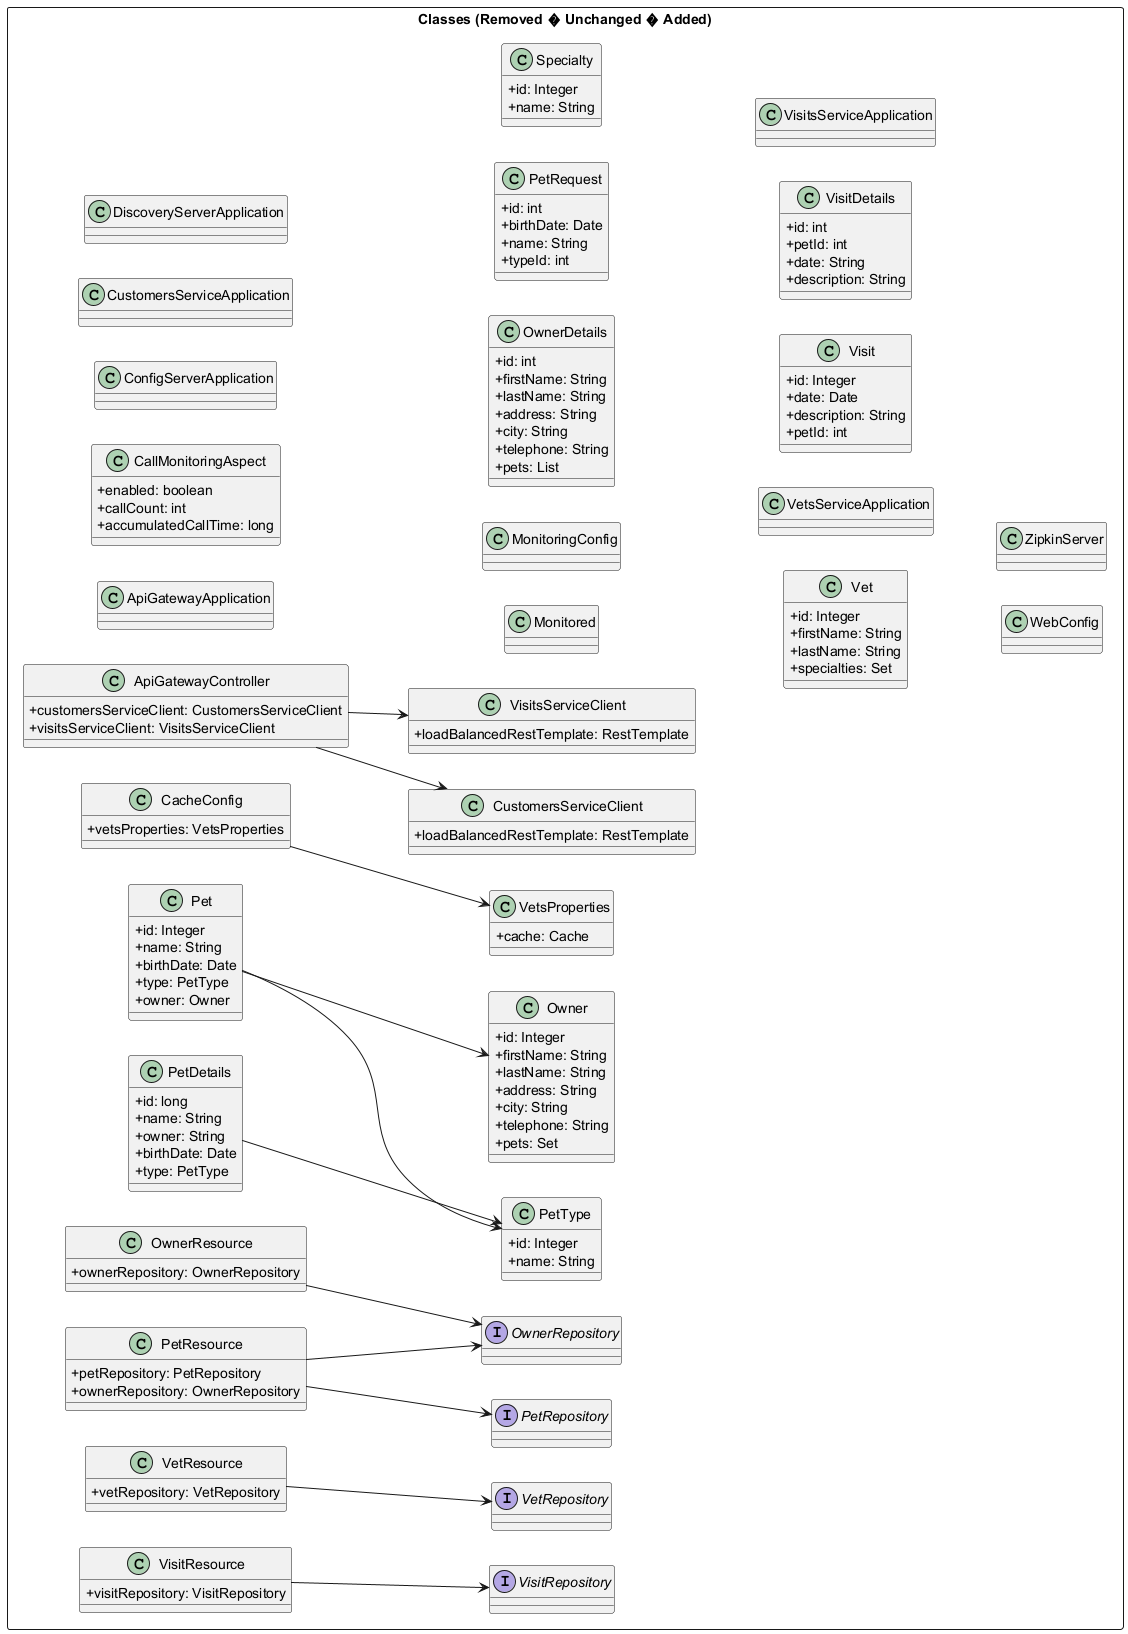 Classes (Removed � Unchanged � Added)
C DiscoveryServerApplication
C CustomersServiceApplication
C ConfigServerApplication
C CallMonitoringAspect
+enabled: boolean
+callCount: int
+accumulatedCallTime: long
C ApiGatewayApplication
C ApiGatewayController
+customersServiceClient: CustomersServiceClient
+visitsServiceClient: VisitsServiceClient
C CacheConfig
+vetsProperties: VetsProperties
C Pet
+id: Integer
+name: String
+birthDate: Date
+type: PetType
+owner: Owner
C PetDetails
+id: long
+name: String
+owner: String
+birthDate: Date
+type: PetType
C OwnerResource
+ownerRepository: OwnerRepository
C PetResource
+petRepository: PetRepository
+ownerRepository: OwnerRepository
C VetResource
+vetRepository: VetRepository
C VisitResource
+visitRepository: VisitRepository
C Specialty
+id: Integer
+name: String
C PetRequest
+id: int
+birthDate: Date
+name: String
+typeId: int
C OwnerDetails
+id: int
+firstName: String
+lastName: String
+address: String
+city: String
+telephone: String
+pets: List
C MonitoringConfig
C Monitored
C VisitsServiceClient
+loadBalancedRestTemplate: RestTemplate
C CustomersServiceClient
+loadBalancedRestTemplate: RestTemplate
C VetsProperties
+cache: Cache
C Owner
+id: Integer
+firstName: String
+lastName: String
+address: String
+city: String
+telephone: String
+pets: Set
C PetType
+id: Integer
+name: String
I OwnerRepository
I PetRepository
I VetRepository
I VisitRepository
C VisitsServiceApplication
C VisitDetails
+id: int
+petId: int
+date: String
+description: String
C Visit
+id: Integer
+date: Date
+description: String
+petId: int
C VetsServiceApplication
C Vet
+id: Integer
+firstName: String
+lastName: String
+specialties: Set
C ZipkinServer
C WebConfig